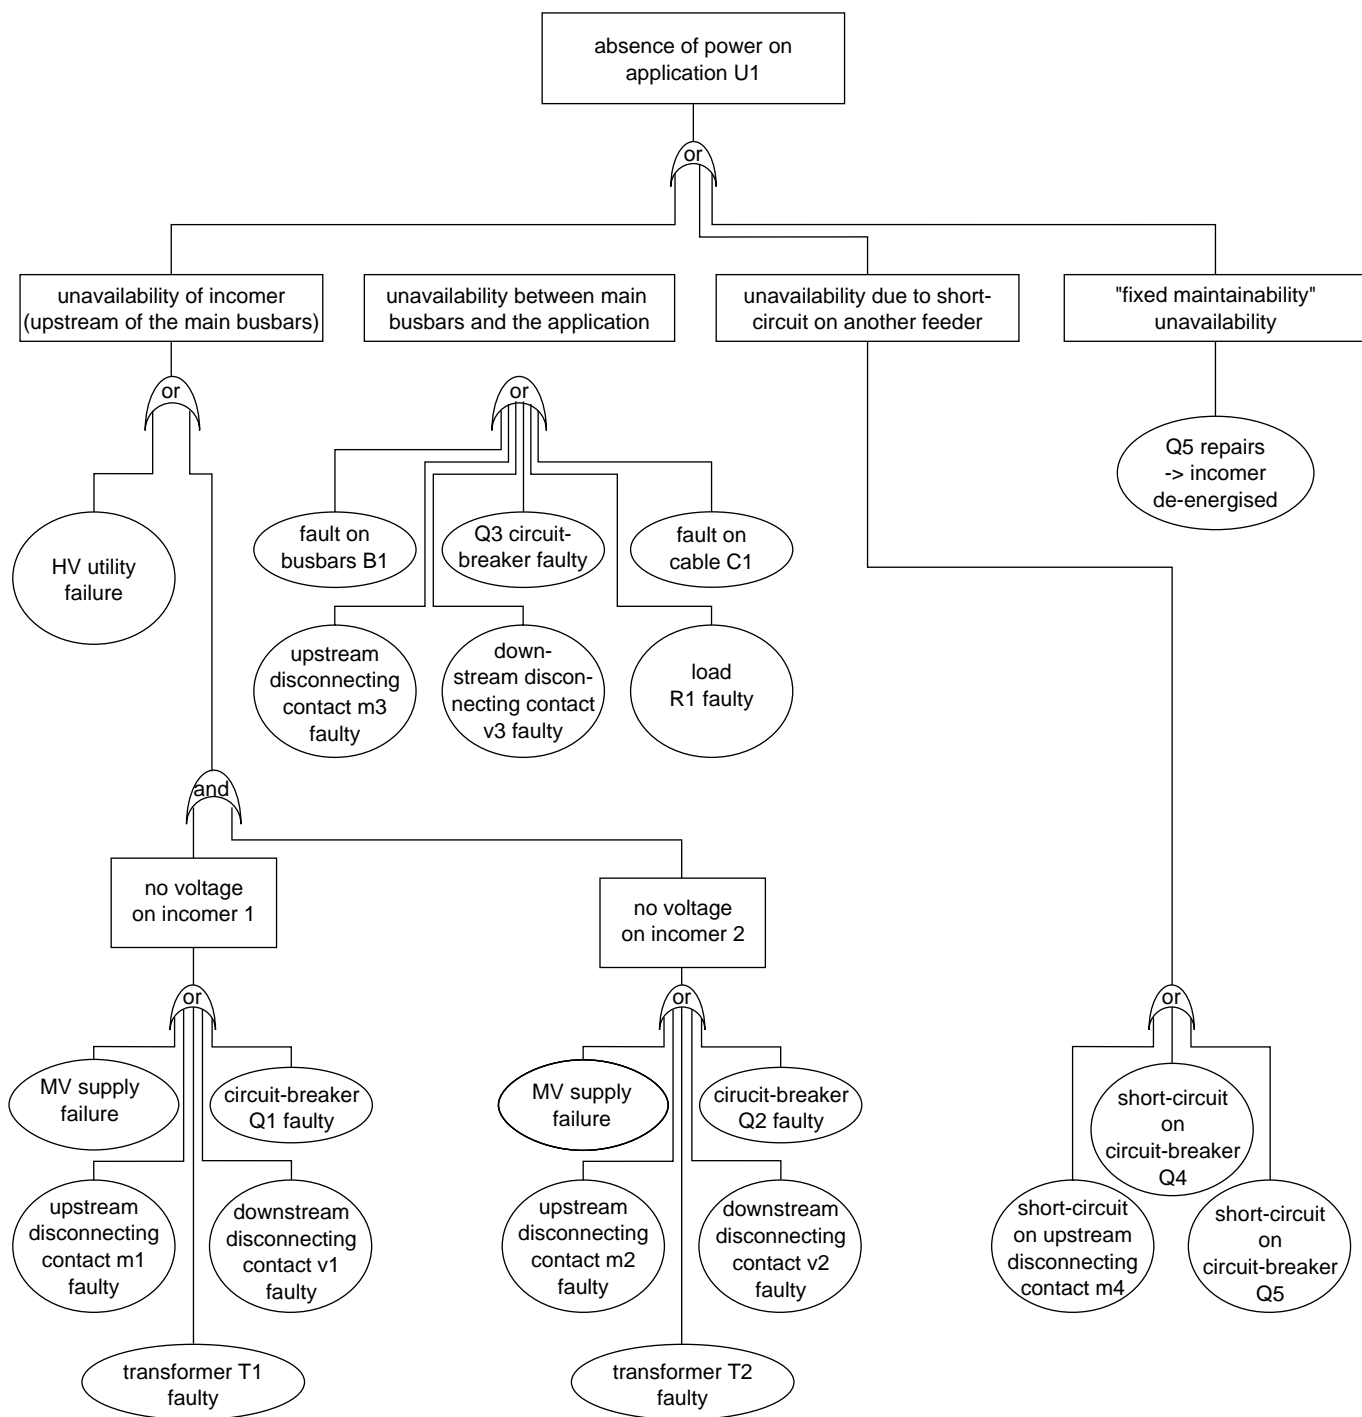 absence of power on
application U1
or
unavailability of incomer
(upstream of the main busbars)
unavailability between main
busbars and the application
unavailability due to short-
circuit on another feeder
"fixed maintainability"
unavailability
or
or
Q5 repairs
-> incomer
de-energised
HV utility
failure
fault on
busbars B1
Q3 circuit-
breaker faulty
fault on
cable C1
upstream
disconnecting
contact m3
faulty
down-
stream discon-
necting contact
v3 faulty
load
R1 faulty
and
no voltage
on incomer 1
no voltage
on incomer 2
or
or
or
MV supply
failure
circuit-breaker
Q1 faulty
MV supply
failure
cirucit-breaker
Q2 faulty
short-circuit
on
circuit-breaker
Q4
upstream
disconnecting
contact m1
faulty
downstream
disconnecting
contact v1
faulty
upstream
disconnecting
contact m2
faulty
downstream
disconnecting
contact v2
faulty
short-circuit
on upstream
disconnecting
contact m4
short-circuit
on
circuit-breaker
Q5
transformer T1
faulty
transformer T2
faulty